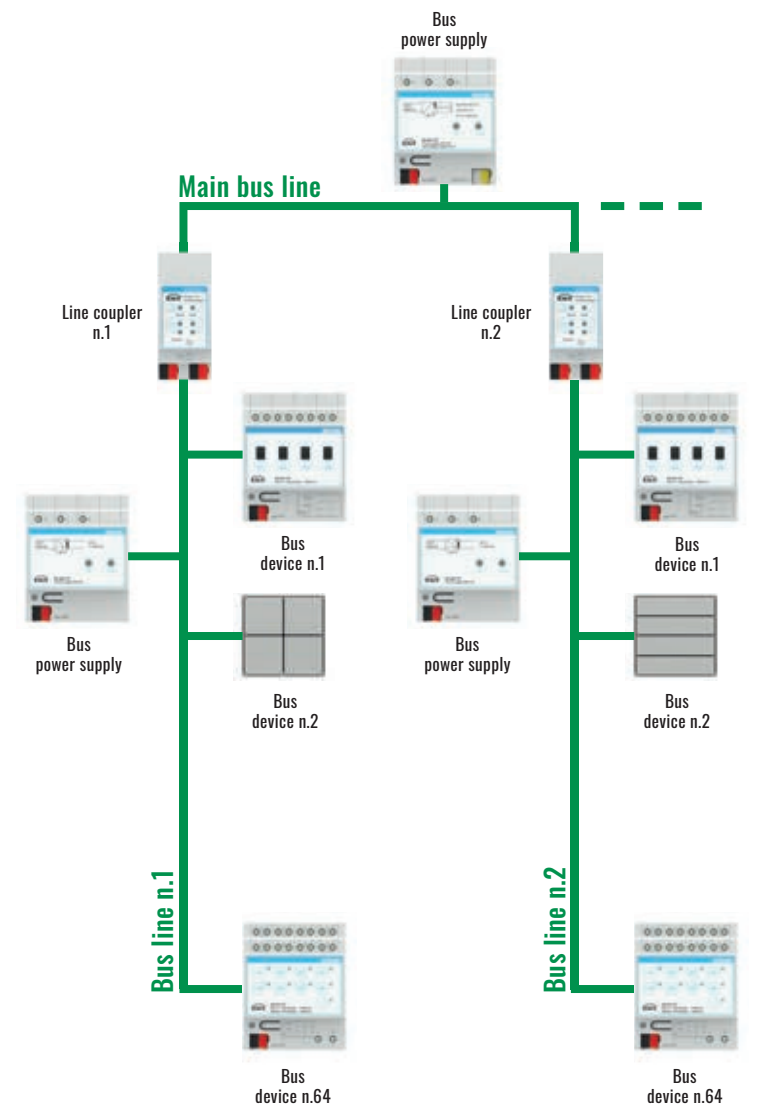 Bus
power supply
Main bus line
Line coupler
n.1
Line coupler
n.2
Bus
device n.1
Bus
device n.1
Bus
power supply
Bus
power supply
Bus
device n.2
Bus
device n.2
Bus line n.1
Bus line n.2
Bus
device n.64
Bus
device n.64